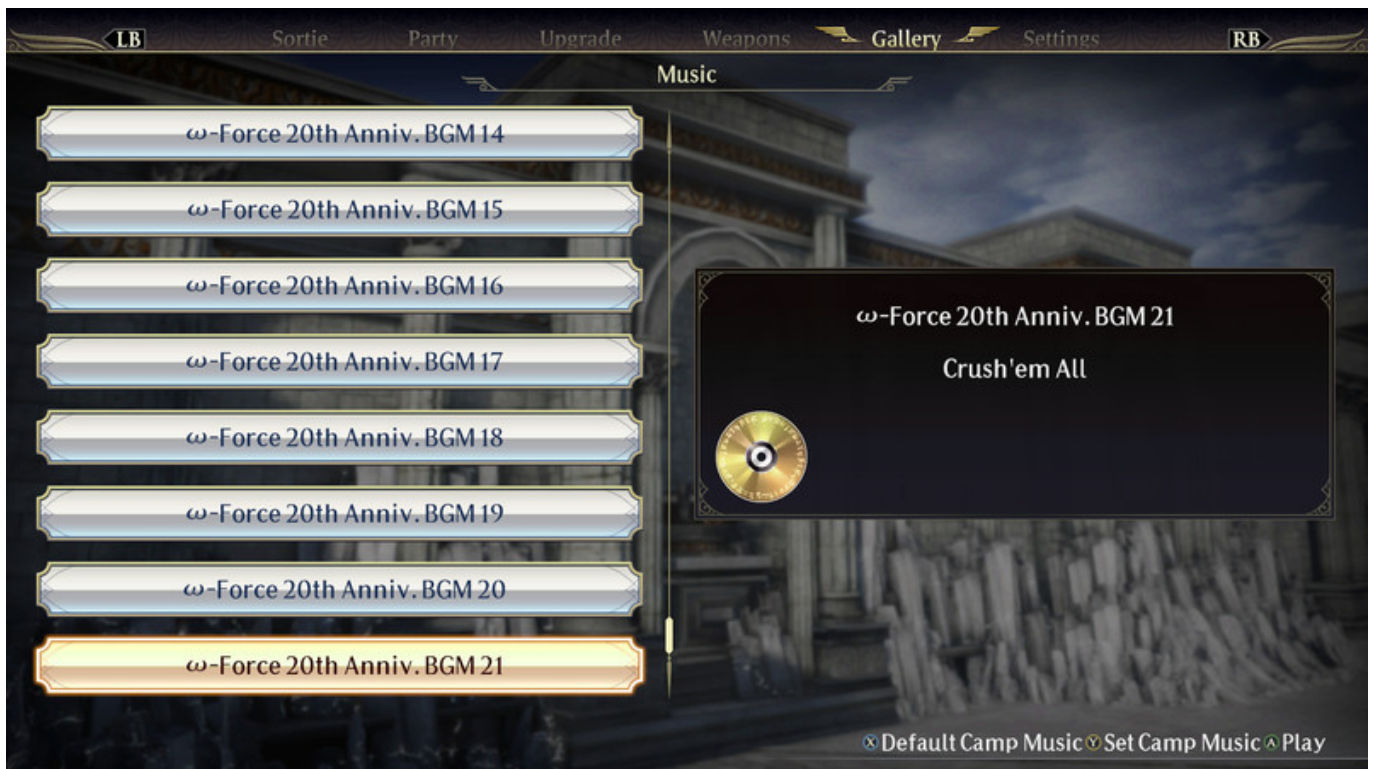 LB Sortie Party Upgrade Weapons Gallery Settings RB
Music
ω-Force 20th Anniv. BGM 14
ω-Force 20th Anniv. BGM 15
ω-Force 20th Anniv. BGM 16
ω-Force 20th Anniv. BGM 17
ω-Force 20th Anniv. BGM 18
ω-Force 20th Anniv. BGM 19
ω-Force 20th Anniv. BGM 20
ω-Force 20th Anniv. BGM 21
ω-Force 20th Anniv. BGM 21
Crush'em All
X Default Camp Music Y Set Camp Music A Play